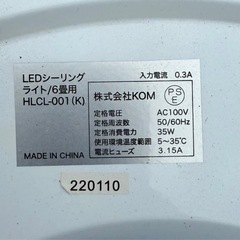 LEDシーリング
ライト/6畳用
HLCL-001(K)
入力電流 0.3A
株式会社KOM
PS
E
定格電圧 AC100V
定格周波数 50/60Hz
定格消費電力 35W
使用環境温度範囲 5~35℃
電流ヒューズ 3.15A
MADE IN CHINA
220110